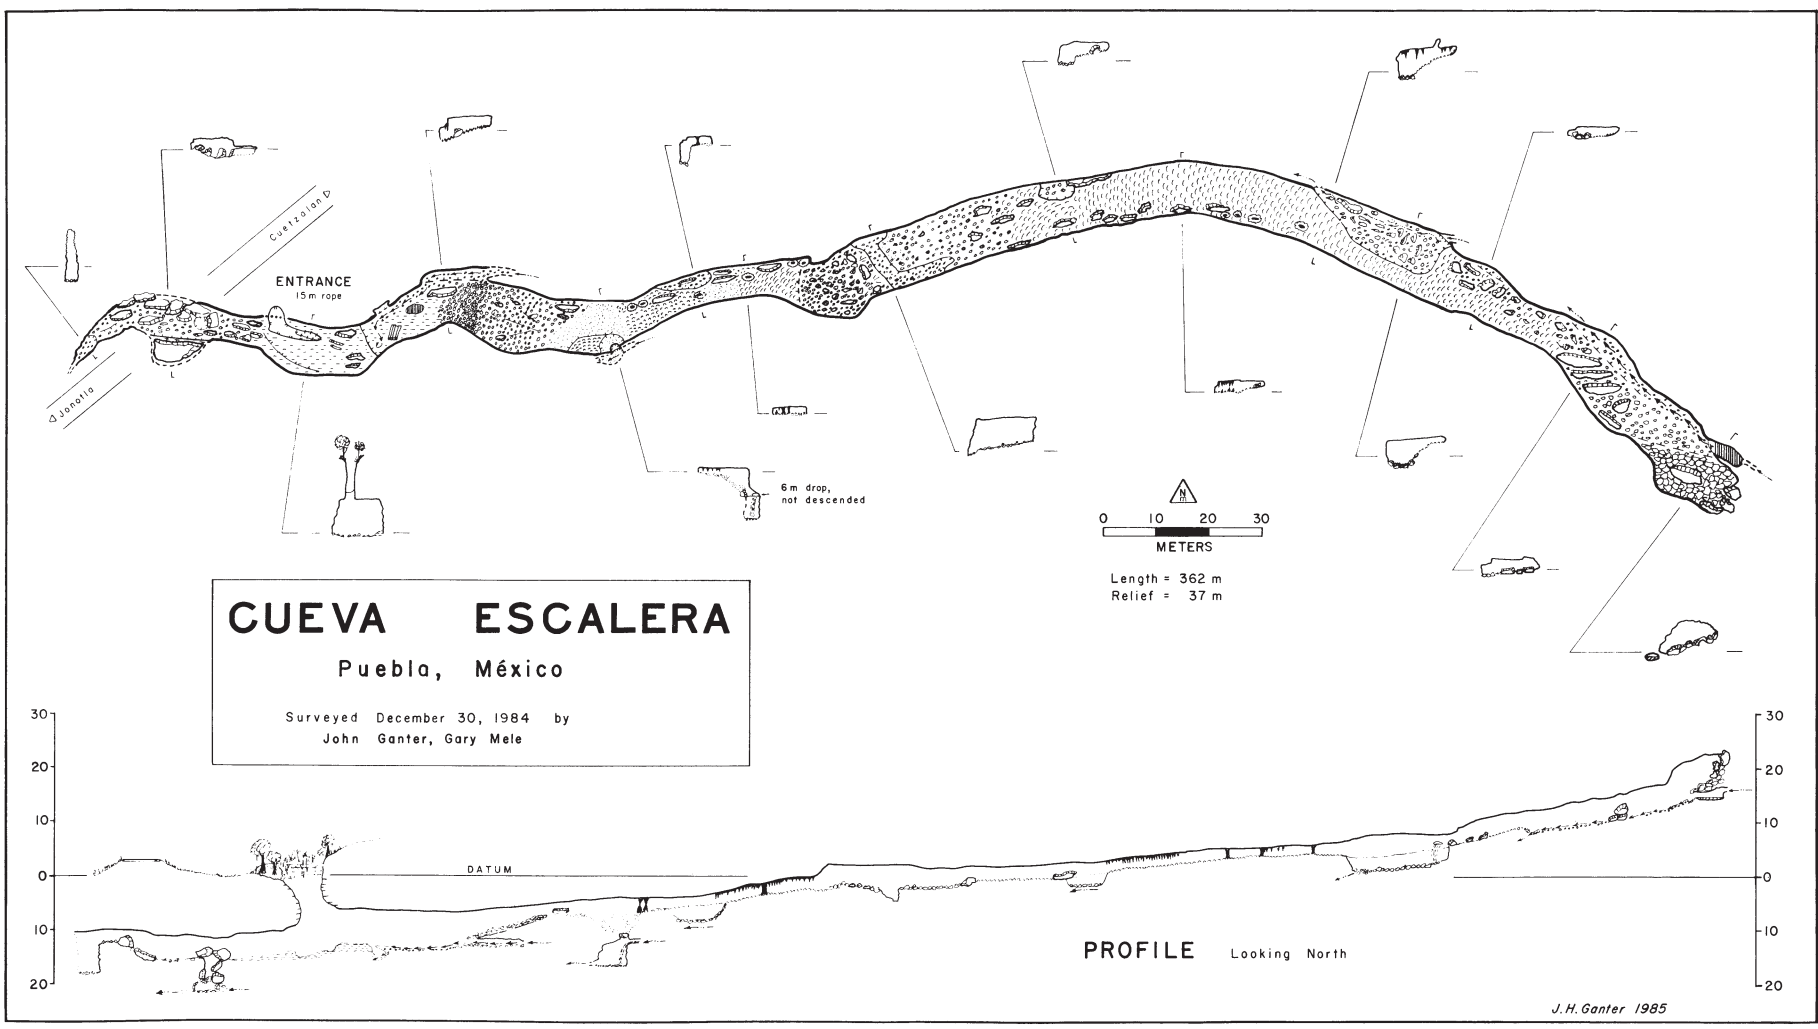 Cuetzalan
ENTRANCE
15m rope
Jonotla
6m drop,
not descended
N
m
0 10 20 30
METERS
Length = 362 m
Relief = 37 m
CUEVA ESCALERA
Puebla, México
Surveyed December 30, 1984 by
John Ganter, Gary Mele
30
20
10
0
10
20
DATUM
30
20
10
0
10
20
PROFILE Looking North
J.H.Ganter 1985